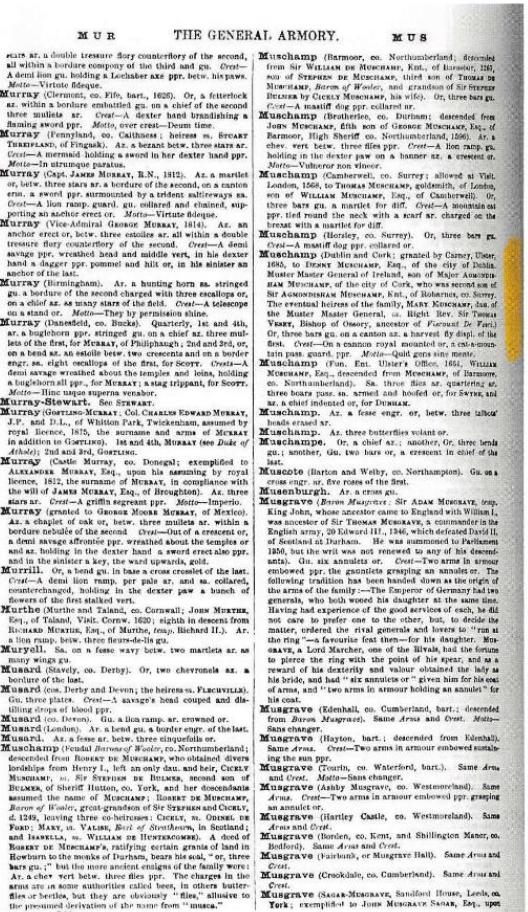 MUR THE GENERAL ARMORY. MUS
stars ar. a double tressure flory counterflory of the second,
all within a bordure compony of the third and gu. Crest—
A demi lion gu. holding a Lochaber axe ppr. betw. his paws.
Motto—Virtute fideque.
Murray (Clermont, co. Fife, bart., 1626). Or, a fetterlock
az. within a bordure embattled gu. on a chief of the second
three mullets ar. Crest—A dexter hand brandishing a
flaming sword ppr. Motto, over crest—Deum time.
Murray (Pennyland, co. Caithness; heiress m. STUART
THREIPLAND, of Fingask). Az. a bezant betw. three stars ar.
Crest—A mermaid holding a sword in her dexter hand ppr.
Motto—In utrumque paratus.
Murray (Capt. JAMES MURRAY, R.N., 1812). Az. a martlet
or, betw. three stars ar. a bordure of the second, on a canton
erm. a sword ppr. surmounted by a trident saltireways sa.
Crest—A lion ramp. guard. gu. collared and chained, sup-
porting an anchor erect or. Motto—Virtute fideque.
Murray (Vice-Admiral GEORGE MURRAY, 1814). Az. an
anchor erect or, betw. three estoiles ar. all within a double
tressure flory counterflory of the second. Crest—A demi
savage ppr. wreathed head and middle vert, in his dexter
hand a dagger ppr. pommel and hilt or, in his sinister an
anchor of the last.
Murray (Birmingham). Ar. a hunting horn sa. stringed
gu. a bordure of the second charged with three escallops or,
on a chief az. as many stars of the field. Crest—A telescope
on a stand or. Motto—They by permission shine.
Murray (Danesfield, co. Bucks). Quarterly, 1st and 4th,
ar. a buglehorn ppr. stringed gu. on a chief az. three mul-
lets of the first, for MURRAY, of Philiphaugh; 2nd and 3rd, or,
on a bend az. an estoile betw. two crescents and on a border
engr. sa. eight escallops of the first, for SCOTT. Crests—A
demi savage wreathed about the temples and loins, holding
a buglehorn all ppr., for MURRAY; a stag trippant, for SCOTT.
Motto—Hinc usque superna venabor.
Murray-Stewart. See STEWART.
Murray (GOSTLING-MURRAY; Col. CHARLES EDWARD MURRAY,
J.P. and D.L., of Whitton Park, Twickenham, assumed by
royal licence, 1875, the surname and arms of MURRAY
in addition to GOSTLING). 1st and 4th, MURRAY (see Duke of
Athole); 2nd and 3rd, GOSTLING.
Murray (Castle Murray, co. Donegal; exemplified to
ALEXANDER MURRAY, Esq., upon his assuming by royal
licence, 1812, the surname of MURRAY, in compliance with
the will of JAMES MURRAY, Esq., of Broughton). Az. three
stars ar. Crest—A griffin segreant ppr. Motto—Imperio.
Murray (granted to GEORGE MOORE MURRAY, of Mexico).
Az. a chaplet of oak or, betw. three mullets ar. within a
bordure nebulée of the second Crest—Out of a crescent or,
a demi savage affrontée ppr. wreathed about the temples or
and az. holding in the dexter hand a sword erect also ppr.
and in the sinister a key, the ward upwards, gold.
Murrill. Or, a bend gu. in base a cross crosslet of the last.
Crest—A demi lion ramp. per pale ar. and sa. collared,
counterchanged, holding in the dexter paw a bunch of
flowers of the first stalked vert.
Murthe (Murthe and Taland, co. Cornwall; JOHN MURTHE,
Esq., of Taland, Visit. Cornw. 1620; eighth in descent from
RICHARD MURTHE, Esq., of Murthe, temp. Richard II.). Ar.
a lion ramp. betw. three fleurs-de-lis gu.
Muryell. Sa. on a fesse wavy betw. two martlets ar. as
many wings gu.
Musard (Stavely, co. Derby). Or, two chevronels az. a
bordure of the last.
Musard (cos. Derby and Devon; the heiress m. FLECHVILLE).
Gu. three plates. Crest—A savage's head couped and dis-
tilling drops of blood ppr.
Musard (co. Devon). Gu. a lion ramp. ar. crowned or.
Musard (London). Ar. a bend gu. a border engr. of the last.
Musard. Az. a fesse ar. betw. three cinquefoils or.
Muschamp (Feudal Barons of Wooler, co. Northumberland;
descended from ROBERT DE MUSCHAMP, who obtained divers
lordships from Henry I., left an only dau. and heir, CICELY
MUSCHAMP, m. Sir STEPHEN DE BULMER, second son of
BULMER, of Sheriff Hutton, co. York, and her descendants
assumed the name of MUSCHAMP; ROBERT DE MUSCHAMP,
Baron of Wooler, great-grandson of Sir STEPHEN and CICELY,
d. 1249, leaving three co-heiresses: CICELY, m. ODINEL DE
FORD; MARY, m. VALISE, Earl of Stratheurn, in Scotland;
and ISABELLA, m. WILLIAM DE HUNTERCOMBE). A deed of
ROBERT DE MUSCHAMP'S, ratifying certain grants of land in
Howburn to the monks of Durham, bears his seal, "or, three
bars gu.;" but the more ancient ensigns of the family were:
Az. a chev vert betw. three flies ppr. The charges in the
arms are in some authorities called bees, in others butter-
flies or beetles, but they are obviously "flies," allusive to
the presumed derivation of the name from "musca."
Muschamp (Barmoor, co. Northumberland; descended
from Sir WILLIAM DE MUSCHAMP, Knt., of Barmoor, 1267,
son of STEPHEN DE MUSCHAMP, third son of THOMAS DE
MUSCHAMP, Baron of Wooler, and grandson of Sir STEPHEN
BULMER by CICELY MUSCHAMP, his wife). Or, three bars gu.
Crest—A mastiff dog ppr. collared ar.
Muschamp (Brotherlee, co. Durham; descended from
JOHN MUSCHAMP, fifth son of GEORGE MUSCHAMP, Esq., of
Barmoor, High Sheriff co. Northumberland, 1596). Ar. a
chev. vert betw. three flies ppr. Crest—A lion ramp. gu.
holding in the dexter paw on a banner az. a crescent or.
Motto—Vulneror non vincor.
Muschamp (Camberwell, co. Surrey; allowed at Visit.
London, 1568, to THOMAS MUSCHAMP, goldsmith, of London,
son of WILLIAM MUSCHAMP, Esq., of Camberwell). Or,
three bars gu. a martlet for diff. Crest—A mountain cat
ppr. tied round the neck with a scarf ar. charged on the
breast with a martlet for diff.
Muschamp (Horsley, co. Surrey). Or, three bars gu.
Crest—A mastiff dog ppr. collared or.
Muschamp (Dublin and Cork; granted by Carney, Ulster,
1685, to DENNY MUSCHAMP, Esq., of the city of Dublin,
Muster Master General of Ireland, son of Major AGMONDIS-
HAM MUSCHAMP, of the city of Cork, who was second son of
Sir AGMONDISHAM MUSCHAMP, Knt., of Robarnes, co. Surrey.
The eventual heiress of the family, MARY MUSCHAMP, dau. of
the Muster Master General, m. Right Rev. Sir THOMAS
VESEY, Bishop of Ossory, ancestor of Viscount De Vesci.)
Or, three bars gu. on a canton az. a harvest fly displ. of the
first. Crest—On a cannon royal mounted or, a cat-a-moun-
tain pass. guard. ppr. Motto—Quid gens sine mente.
Muschamp (Fun. Ent. Ulster's Office, 1661, WILLIAM
MUSCHAMP, Esq., descended from MUSCHAMP, of Barmoore,
co. Northumberland). Sa. three flies ar. quartering ar.
three boars pass. sa. armed and hoofed or, for SWYNE, and
az. a chief indented or, for DUNHAM.
Muschamp. Az. a fesse engr. or, betw. three talbots'
heads erased ar.
Muschamp. Az. three butterflies volant or.
Muschampe. Or, a chief az.; another, Or, three bends
gu.; another, Gu. two bars or, a crescent in chief of the
last.
Muscote (Barton and Welby, co. Northampton). Gu. on a
cross engr. ar. five roses of the first.
Musenburgh. Ar. a cross gu.
Musgrave (Baron Musgrave; Sir ADAM MUSGRAVE, temp.
King John, whose ancestor came to England with William I.,
was ancestor of Sir THOMAS MUSGRAVE, a commander in the
English army, 20 Edward III., 1346, which defeated David II.
of Scotland at Durham. He was summoned to Parliament
1350, but the writ was not renewed to any of his descend-
ants). Gu. six annulets or. Crest—Two arms in armour
embowed ppr. the gauntlets grasping an annulet or. The
following tradition has been handed down as the origin of
the arms of the family:—The Emperor of Germany had two
generals, who both wooed his daughter at the same time.
Having had experience of the good services of each, he did
not care to prefer one to the other, but, to decide the
matter, ordered the rival generals and lovers to "run at
the ring"—a favourite feat then—for his daughter. MUS-
GRAVE, a Lord Marcher, one of the Rivals, had the fortune
to pierce the ring with the point of his spear, and as a
reward of his dexterity and valour obtained the lady as
his bride, and had "six annulets or" given him for his coat
of arms, and "two arms in armour holding an annulet" for
his coat.
Musgrave (Edenhall, co. Cumberland, bart.; descended
from Baron Musgrave). Same Arms and Crest. Motto—
Sans changer.
Musgrave (Hayton, bart.; descended from Edenhall).
Same Arms. Crest—Two arms in armour embowed sustain-
ing the sun ppr.
Musgrave (Tourin, co. Waterford, bart.). Same Arms
and Crest. Motto—Sans changer.
Musgrave (Ashby Musgrave, co. Westmoreland). Same
Arms. Crest—Two arms in armour embowed ppr. grasping
an annulet or.
Musgrave (Hartley Castle, co. Westmoreland). Same
Arms and Crest.
Musgrave (Borden, co. Kent, and Shillington Manor, co.
Bedford). Same Arms and Crest.
Musgrave (Fairbank, or Musgrave Hall). Same Arms and
Crest.
Musgrave (Crookdale, co. Cumberland). Same Arms and
Crest.
Musgrave (SAGAR-MUSGRAVE, Sandford House, Leeds, co.
York; exemplified to JOHN MUSGRAVE SAGAR, Esq., upon